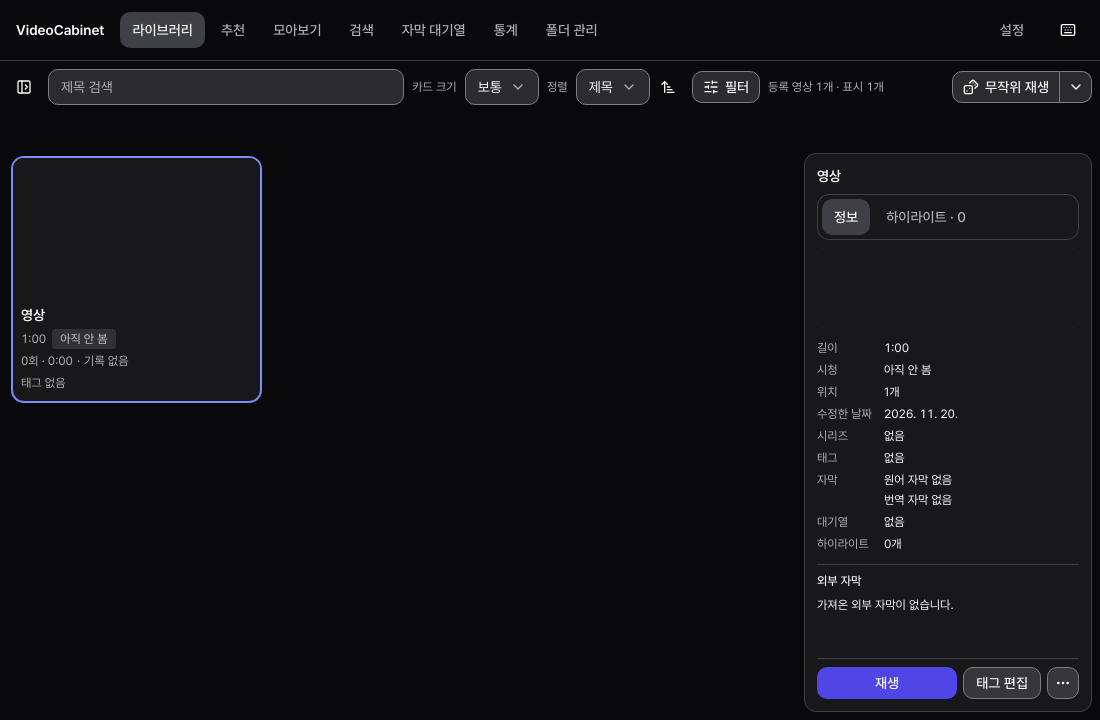 VideoCabinet 라이브러리 추천 모아보기 검색 자막 대기열 통계 폴더 관리 설정
제목 검색 카드 크기 보통 정렬 제목 필터 등록 영상 1개 · 표시 1개 무작위 재생
영상
1:00 아직 안 봄
0회 · 0:00 · 기록 없음
태그 없음
영상
정보 하이라이트 · 0
길이 1:00
시청 아직 안 봄
위치 1개
수정한 날짜 2026. 11. 20.
시리즈 없음
태그 없음
자막 원어 자막 없음
번역 자막 없음
대기열 없음
하이라이트 0개
외부 자막
가져온 외부 자막이 없습니다.
재생 태그 편집